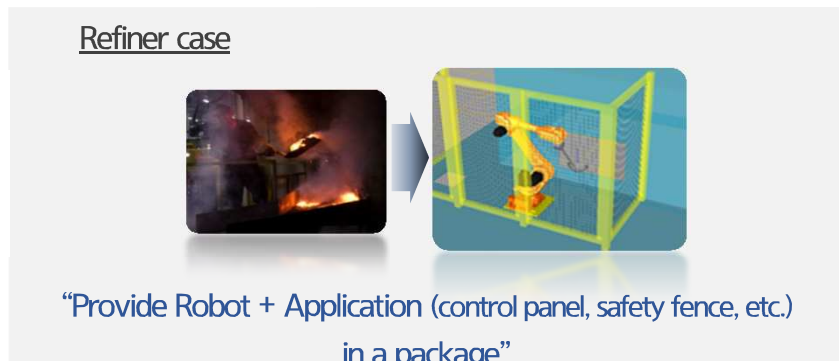 Refiner case
“Provide Robot + Application (control panel, safety fence, etc.)
in a package”